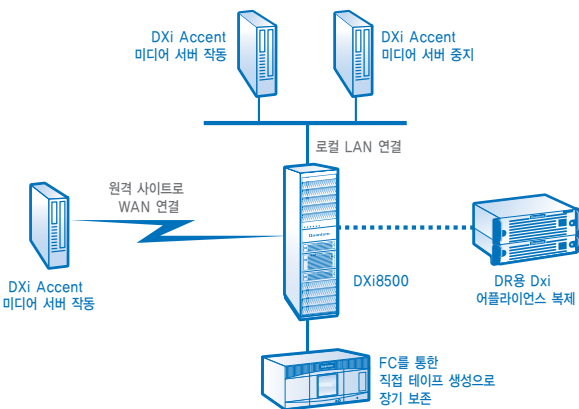 DXi Accent
미디어 서버 작동
DXi Accent
미디어 서버 중지
로컬 LAN 연결
원격 사이트로
WAN 연결
Quantum
DXi Accent
미디어 서버 작동
DXi8500
DR용 Dxi
어플라이언스 복제
FC를 통한
직접 테이프 생성으로
장기 보존